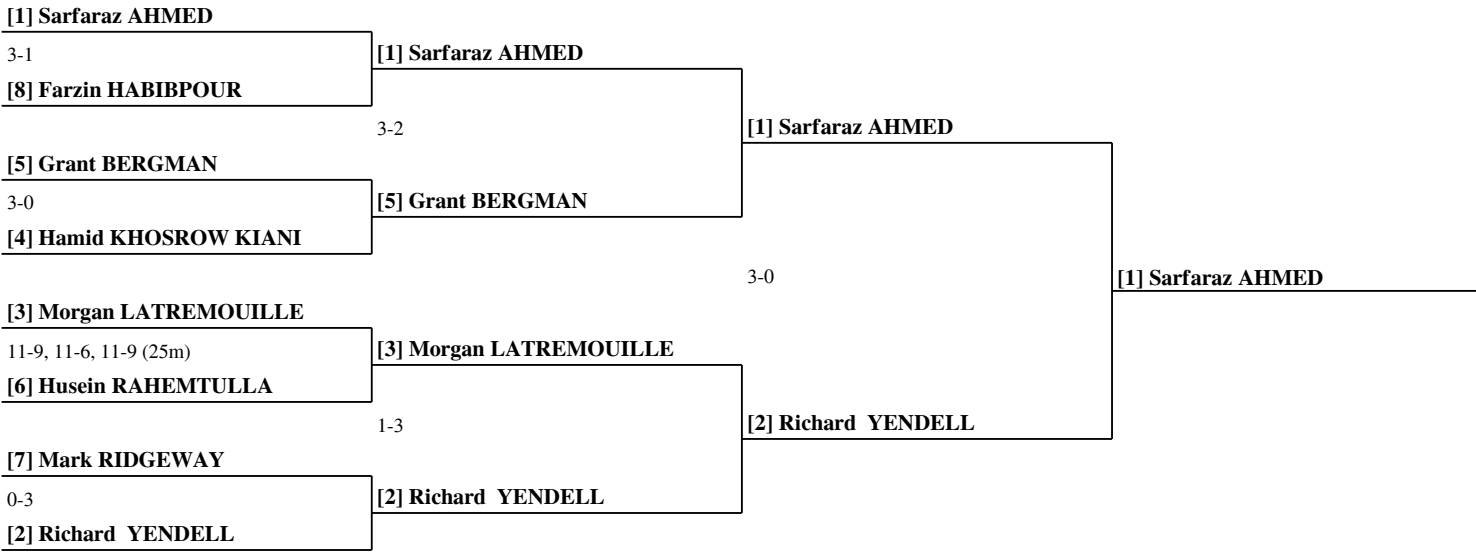 [1] Sarfaraz AHMED
3-1
[8] Farzin HABIBPOUR
[5] Grant BERGMAN
3-0
[4] Hamid KHOSROW KIANI
[3] Morgan LATREMOUILLE
11-9, 11-6, 11-9 (25m)
[6] Husein RAHEMTULLA
[7] Mark RIDGEWAY
0-3
[2] Richard YENDELL
[1] Sarfaraz AHMED
3-2
[5] Grant BERGMAN
[3] Morgan LATREMOUILLE
1-3
[2] Richard YENDELL
[1] Sarfaraz AHMED
3-0
[2] Richard YENDELL
[1] Sarfaraz AHMED